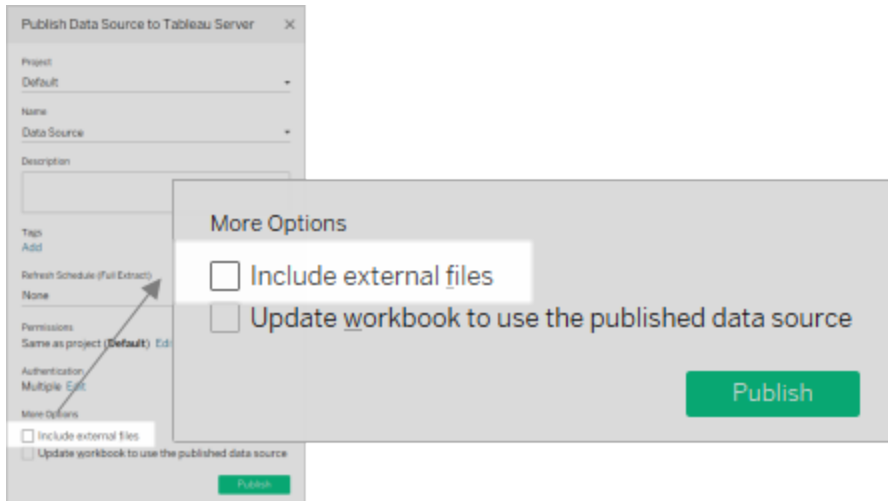 Publish Data Source to Tableau Server
Project
Default
Name
Data Source
Description
Tags
Add
Refresh Schedule (Full Extract)
None
Permissions
Same as project (Default) Edi
Authentication
Multiple Edit
More Options
Include external files
Update workbook to use the published data source
Publish
More Options
Include external files
Update workbook to use the published data source
Publish